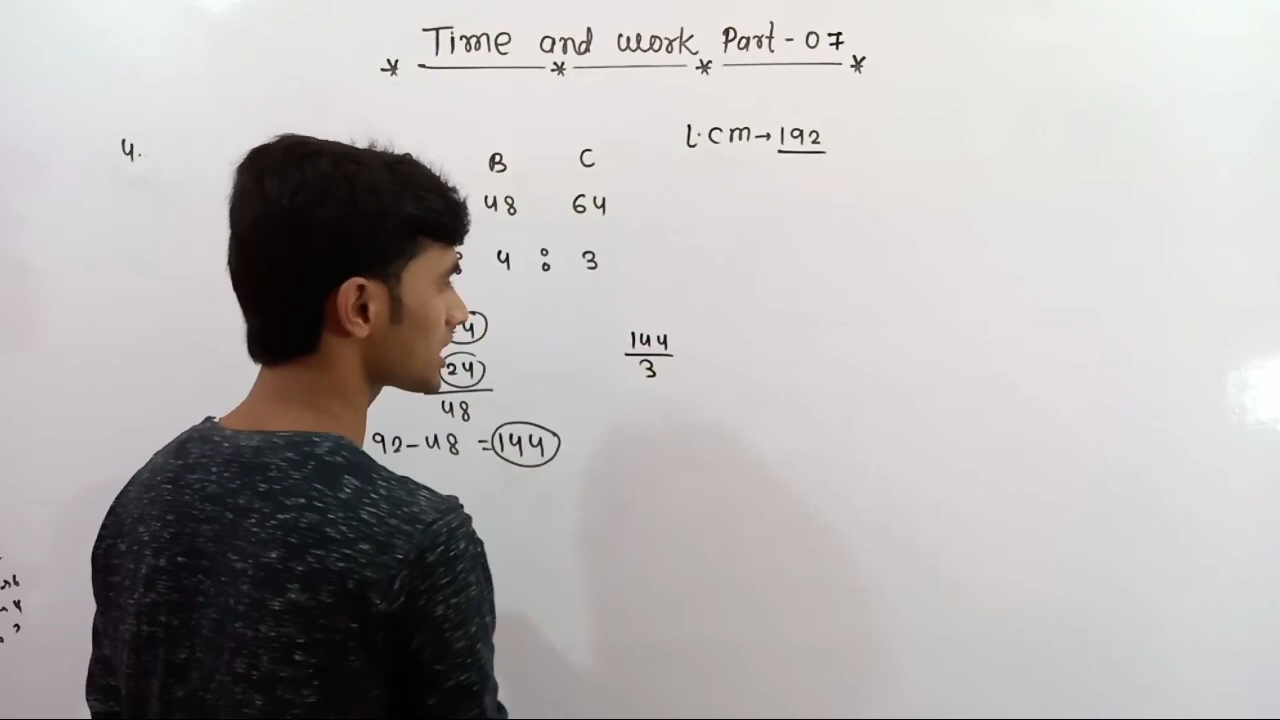 Time and work Part - 07
4.
B C
L.C M → 192
48 64
: 4 : 3
4
24
144
3
48
92 - 48 = 144